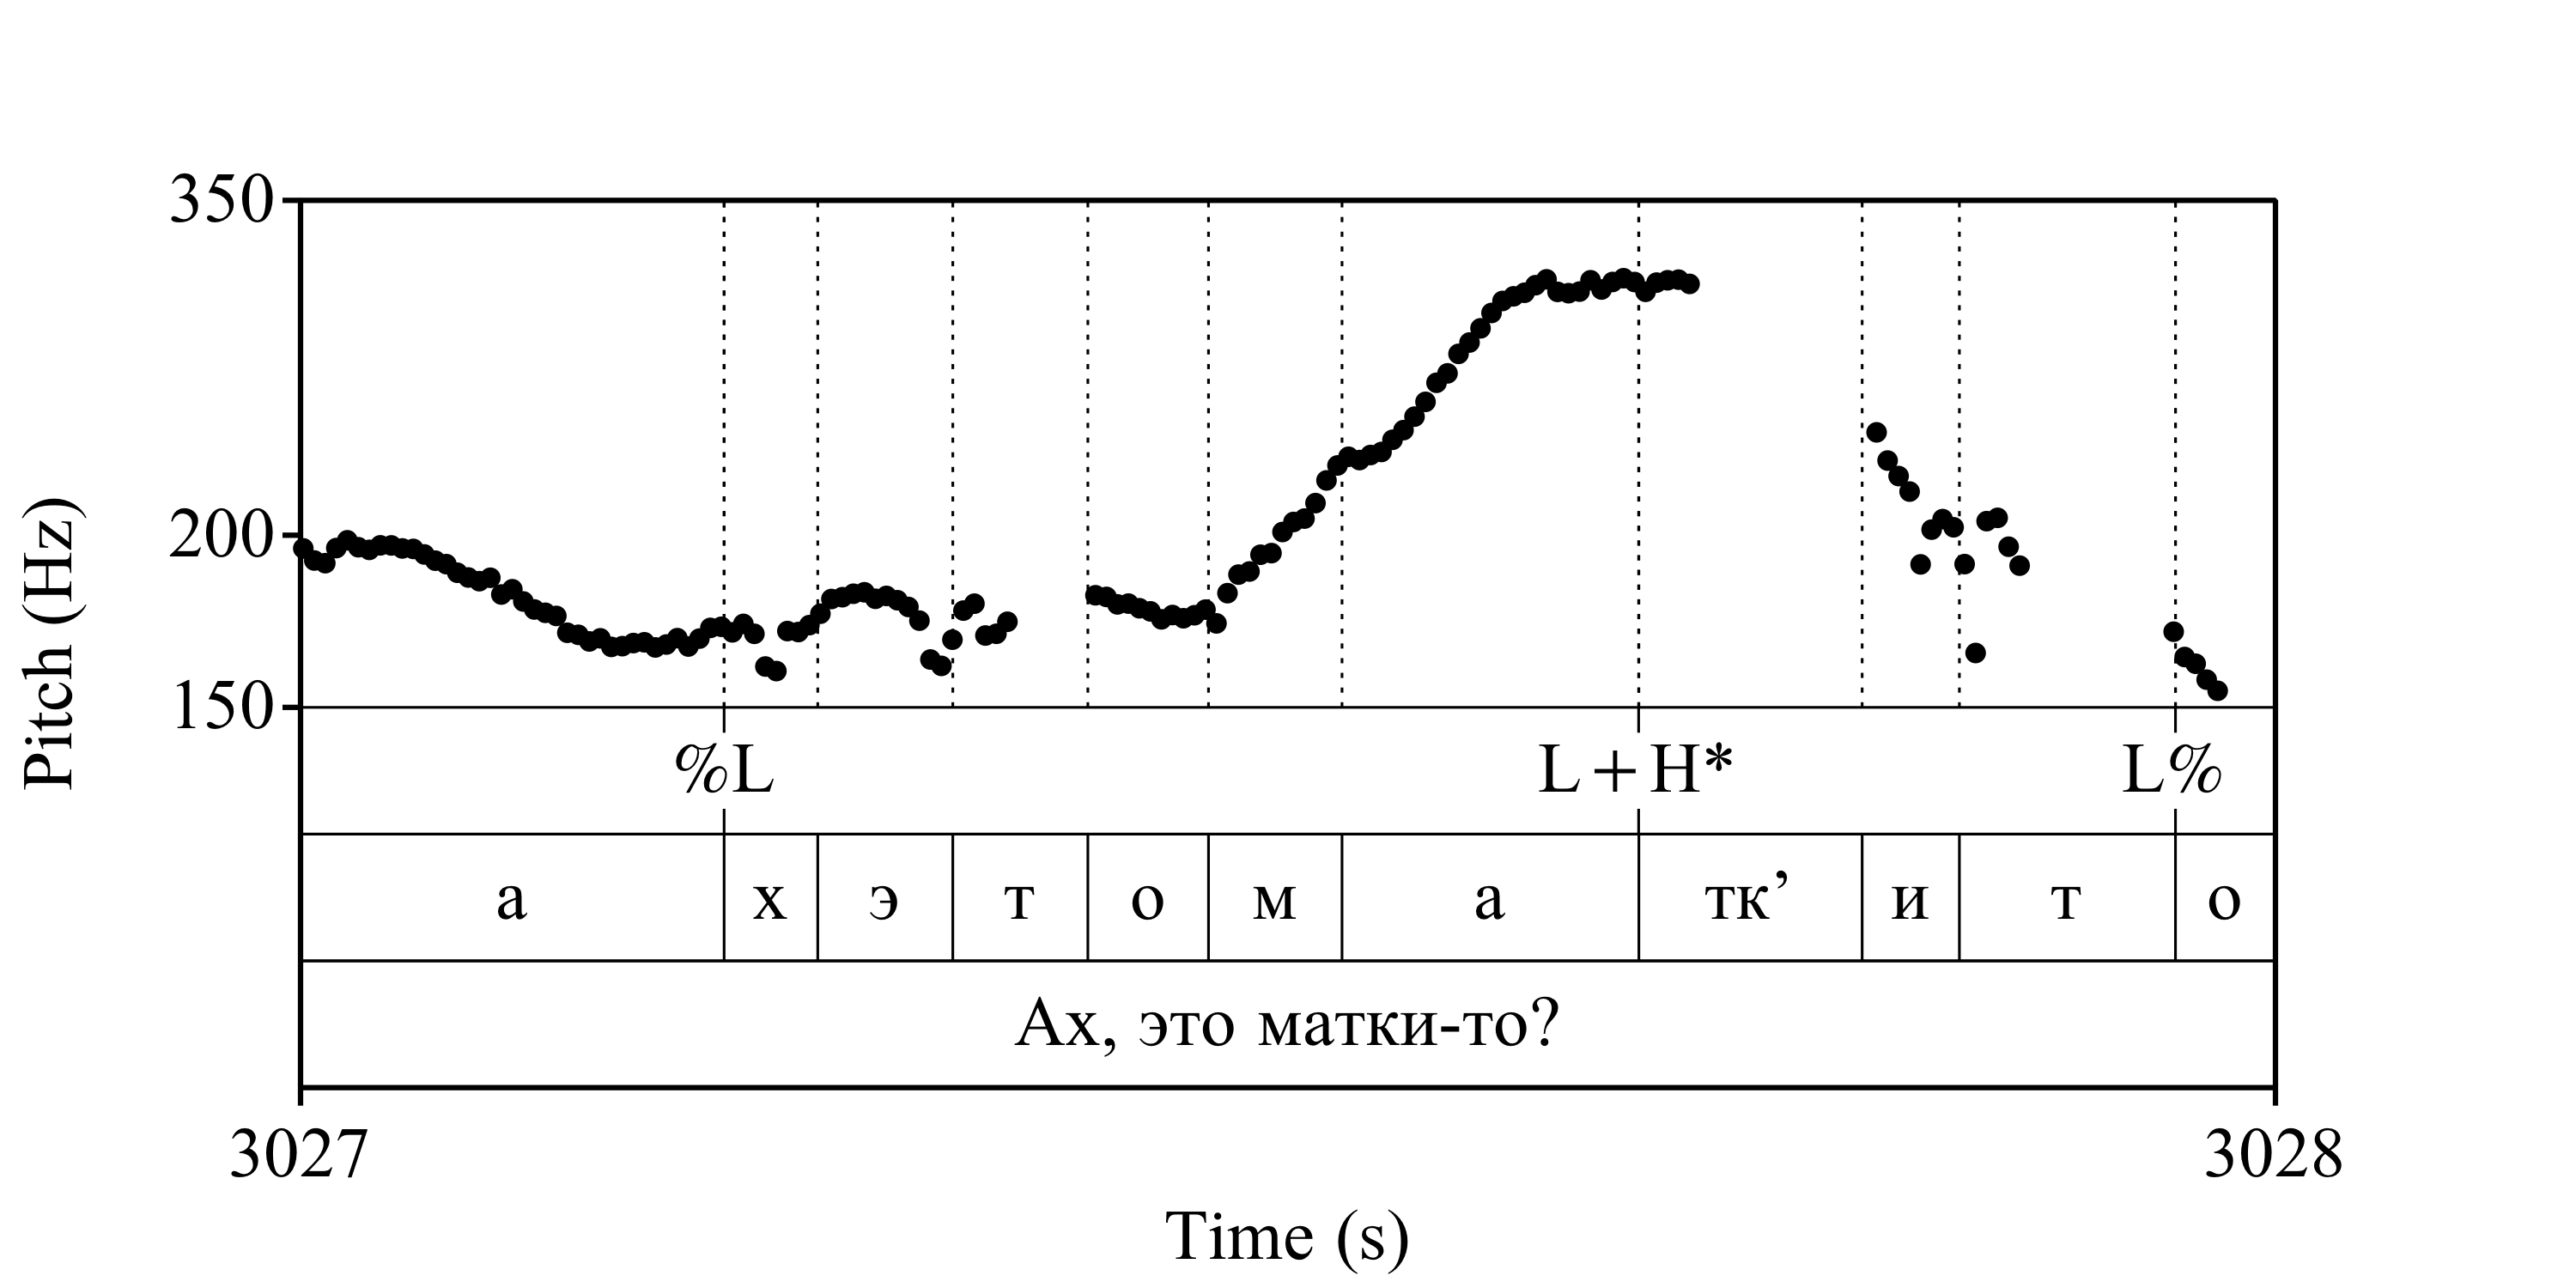 350
200
150
Pitch (Hz)
%L L+H* L%
а х э т о м а тк’ и т о
Ах, это матки-то?
3027 3028
Time (s)